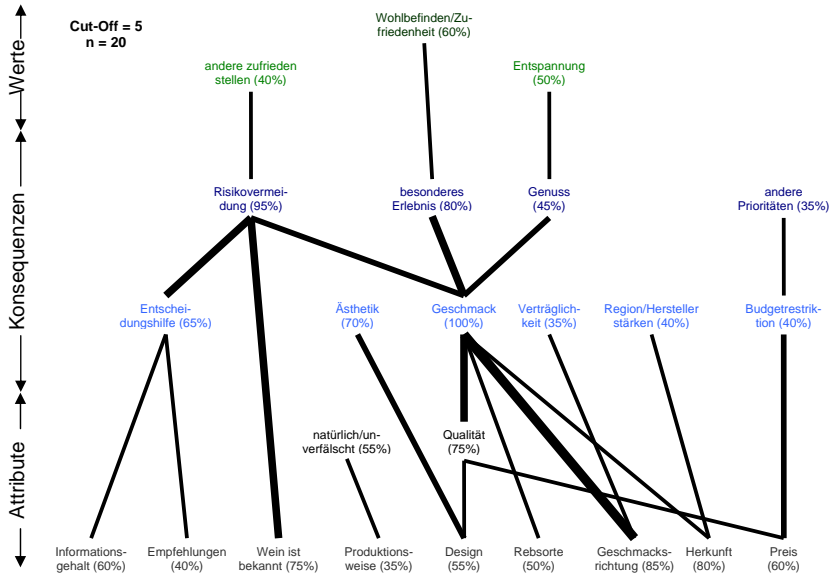 Cut-Off = 5
n = 20
Wohlbefinden/Zu-
friedenheit (60%)
andere zufrieden
stellen (40%)
Entspannung
(50%)
Werte
Risikovermei-
dung (95%)
besonderes
Erlebnis (80%)
Genuss
(45%)
andere
Prioritäten (35%)
Konsequenzen
Entschei-
dungshilfe (65%)
Ästhetik
(70%)
Geschmack
(100%)
Verträglich-
keit (35%)
Region/Hersteller
stärken (40%)
Budgetrestrik-
tion (40%)
Attribute
natürlich/un-
verfälscht (55%)
Qualität
(75%)
Informations-
gehalt (60%)
Empfehlungen
(40%)
Wein ist
bekannt (75%)
Produktions-
weise (35%)
Design
(55%)
Rebsorte
(50%)
Geschmacks-
richtung (85%)
Herkunft
(80%)
Preis
(60%)